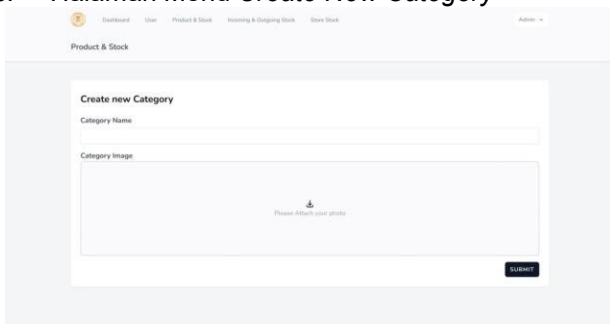 Halaman Menu Create New Category
Dashboard User Product & Stock Incoming & Outgoing Stock Store Stock Admin
Product & Stock
Create new Category
Category Name
Category Image
Please Attach your photo
SUBMIT